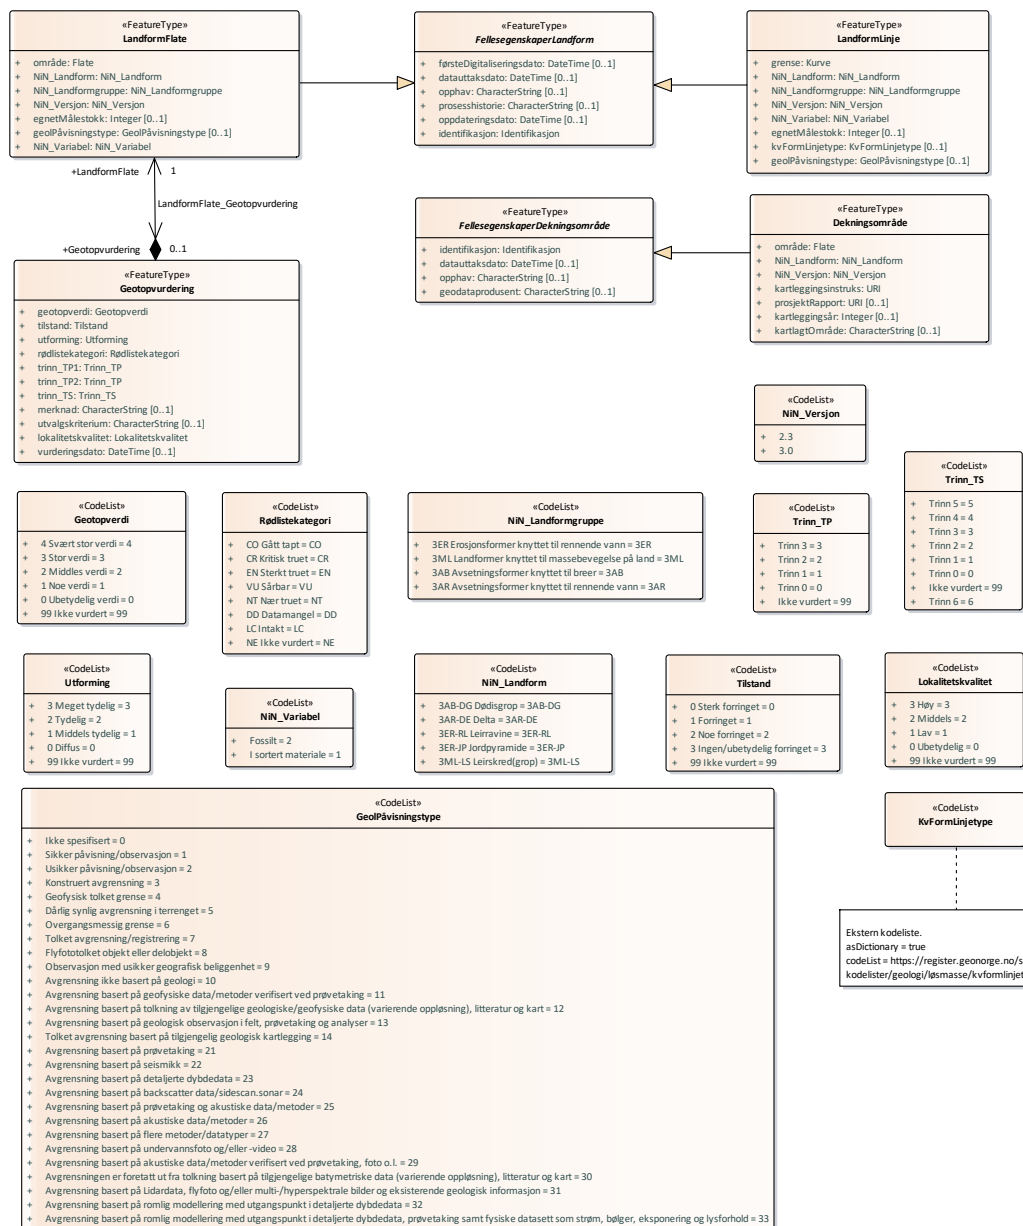 «FeatureType»
LandformFlate
+ område: Flate
+ NiN_Landform: NiN_Landform
+ NiN_Landformgruppe: NiN_Landformgruppe
+ NiN_Versjon: NiN_Versjon
+ egnetMålestokk: Integer [0..1]
+ geolPåvisningstype: GeolPåvisningstype [0..1]
+ NiN_Variabel: NiN_Variabel
«FeatureType»
FellesegenskaperLandform
+førsteDigitaliseringsdato: DateTime [0..1]
+ datauttaksdato: DateTime [0..1]
+ opphav: CharacterString [0..1]
+ prosesshistorie: CharacterString [0..1]
+ oppdateringsdato: DateTime [0..1]
+ identifikasjon: Identifikasjon
«FeatureType»
LandformLinje
+ grense: Kurve
+ NiN_Landform: NiN_Landform
+ NiN_Landformgruppe: NiN_Landformgruppe
+ NiN_Versjon: NiN_Versjon
+ NiN_Variabel: NiN_Variabel
+ egnetMålestokk: Integer [0..1]
+ kvFormLinjetype: KvFormLinjetype [0..1]
+ geolPåvisningstype: GeolPåvisningstype [0..1]
+LandformFlate 1
LandformFlate_Geotopvurdering
+Geotopvurdering 0..1
«FeatureType»
FellesegenskaperDekningsområde
+ identifikasjon: Identifikasjon
+ datauttaksdato: DateTime [0..1]
+ opphav: CharacterString [0..1]
+ geodataprodusent: CharacterString [0..1]
«FeatureType»
Dekningsområde
+ område: Flate
+ NiN_Landform: NiN_Landform
+ NiN_Versjon: NiN_Versjon
+ kartleggingsinstruks: URI
+ prosjektRapport: URI [0..1]
+ kartleggingsår: Integer [0..1]
+ kartlagtOmråde: CharacterString [0..1]
«FeatureType»
Geotopvurdering
+ geotopverdi: Geotopverdi
+ tilstand: Tilstand
+ utforming: Utforming
+ rødlistekategori: Rødlistekategori
+ trinn_TP1: Trinn_TP
+ trinn_TP2: Trinn_TP
+ trinn_TS: Trinn_TS
+ merknad: CharacterString [0..1]
+ utvalgskriterium: CharacterString [0..1]
+ lokalitetskvalitet: Lokalitetskvalitet
+ vurderingsdato: DateTime [0..1]
«CodeList»
NiN_Versjon
+ 2.3
+ 3.0
«CodeList»
Trinn_TS
+ Trinn 5 = 5
+ Trinn 4 = 4
+ Trinn 3 = 3
+ Trinn 2 = 2
+ Trinn 1 = 1
+ Trinn 0 = 0
+ Ikke vurdert = 99
+ Trinn 6 = 6
«CodeList»
Geotopverdi
+ 4 Svært stor verdi = 4
+ 3 Stor verdi = 3
+ 2 Middles verdi = 2
+ 1 Noe verdi = 1
+ 0 Ubetydelig verdi = 0
+ 99 Ikke vurdert = 99
«CodeList»
Rødlistekategori
+ CO Gått tapt = CO
+ CR Kritisk truet = CR
+ EN Sterkt truet = EN
+ VU Sårbar = VU
+ NT Nær truet = NT
+ DD Datamangel = DD
+ LC Intakt = LC
+ NE Ikke vurdert = NE
«CodeList»
NiN_Landformgruppe
+ 3ER Erosjonsformer knyttet til rennende vann = 3ER
+ 3ML Landformer knyttet til massebevegelse på land = 3ML
+ 3AB Avsetningsformer knyttet til breer = 3AB
+ 3AR Avsetningsformer knyttet til rennende vann = 3AR
«CodeList»
Trinn_TP
+ Trinn 3 = 3
+ Trinn 2 = 2
+ Trinn 1 = 1
+ Trinn 0 = 0
+ Ikke vurdert = 99
«CodeList»
Utforming
+ 3 Meget tydelig = 3
+ 2 Tydelig = 2
+ 1 Middels tydelig = 1
+ 0 Diffus = 0
+ 99 Ikke vurdert = 99
«CodeList»
NiN_Variabel
+ Fossilt = 2
+ I sortert materiale = 1
«CodeList»
NiN_Landform
+ 3AB-DG Dødisgrop = 3AB-DG
+ 3AR-DE Delta = 3AR-DE
+ 3ER-RL Leirravine = 3ER-RL
+ 3ER-JP Jordpyramide = 3ER-JP
+ 3ML-LS Leirskred(grop) = 3ML-LS
«CodeList»
Tilstand
+ 0 Sterk forringet = 0
+ 1 Forringet = 1
+ 2 Noe forringet = 2
+ 3 Ingen/ubetydelig forringet = 3
+ 99 Ikke vurdert = 99
«CodeList»
Lokalitetskvalitet
+ 3 Høy = 3
+ 2 Middels = 2
+ 1 Lav = 1
+ 0 Ubetydelig = 0
+ 99 Ikke vurdert = 99
«CodeList»
GeolPåvisningstype
+ Ikke spesifisert = 0
+ Sikker påvisning/observasjon = 1
+ Usikker påvisning/observasjon = 2
+ Konstruert avgrensning = 3
+ Geofysisk tolket grense = 4
+ Dårlig synlig avgrensning i terrenget = 5
+ Overgangsmessig grense = 6
+ Tolket avgrensning/registrering = 7
+ Flyfototolket objekt eller delobjekt = 8
+ Observasjon med usikker geografisk beliggenhet = 9
+ Avgrensning ikke basert på geologi = 10
+ Avgrensning basert på geofysiske data/metoder verifisert ved prøvetaking = 11
+ Avgrensning basert på tolkning av tilgjengelige geologiske/geofysiske data (varierende oppløsning), litteratur og kart = 12
+ Avgrensning basert på geologisk observasjon i felt, prøvetaking og analyser = 13
+ Tolket avgrensning basert på tilgjengelig geologisk kartlegging = 14
+ Avgrensning basert på prøvetaking = 21
+ Avgrensning basert på seismikk = 22
+ Avgrensning basert på detaljerte dybdedata = 23
+ Avgrensning basert på backscatter data/sidescan.sonar = 24
+ Avgrensning basert på prøvetaking og akustiske data/metoder = 25
+ Avgrensning basert på akustiske data/metoder = 26
+ Avgrensning basert på flere metoder/datatyper = 27
+ Avgrensning basert på undervannsfoto og/eller -video = 28
+ Avgrensning basert på akustiske data/metoder verifisert ved prøvetaking, foto o.l. = 29
+ Avgrensningen er foretatt ut fra tolkning basert på tilgjengelige batymetriske data (varierende oppløsning), litteratur og kart = 30
+ Avgrensning basert på Lidardata, flyfoto og/eller multi-/hyperspektrale bilder og eksisterende geologisk informasjon = 31
+ Avgrensning basert på romlig modellering med utgangspunkt i detaljerte dybdedata = 32
+ Avgrensning basert på romlig modellering med utgangspunkt i detaljerte dybdedata, prøvetaking samt fysiske datasett som strøm, bølger, eksponering og lysforhold = 33
«CodeList»
KvFormLinjetype
Ekstern kodeliste.
asDictionary = true
codeList = https://register.geonorge.no/s
kodelister/geologi/løsmasse/kvformlinjet